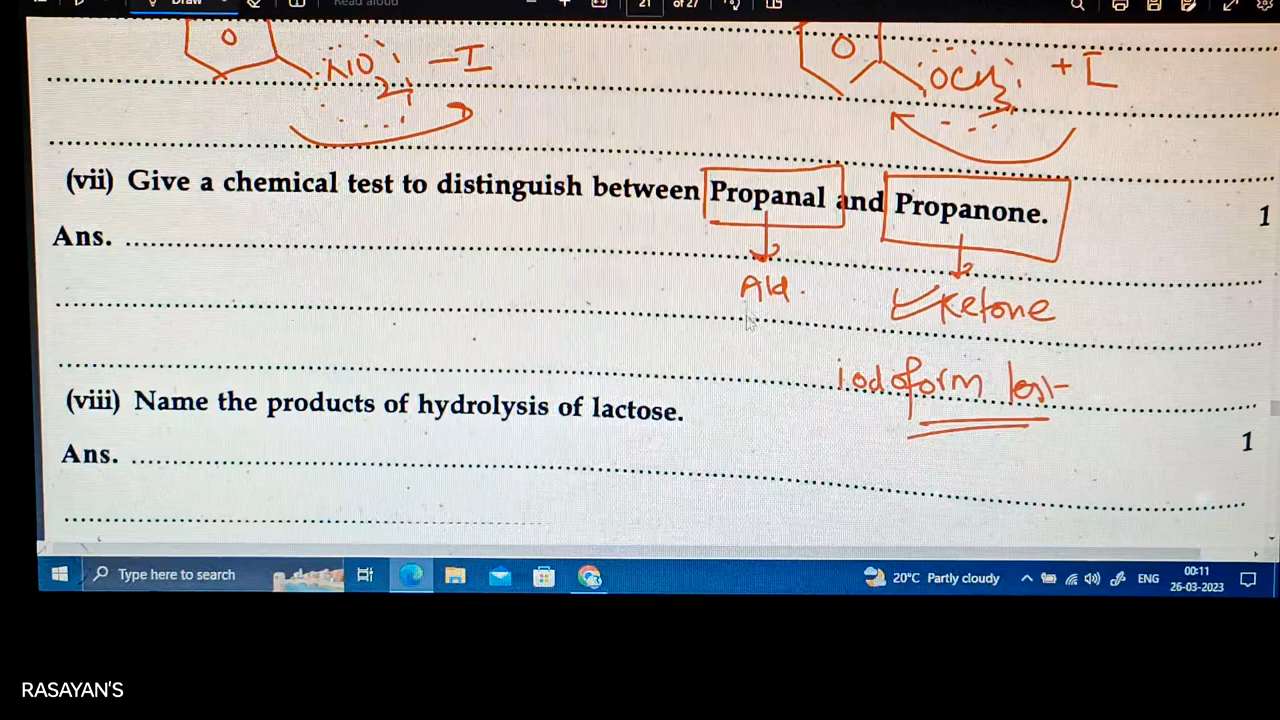 Draw
Read aloud
21 of 27
O NO2 -I
O OCH3 +I
(vii) Give a chemical test to distinguish between Propanal and Propanone. 1
Ans.
Ald. Ketone
iodoform test
(viii) Name the products of hydrolysis of lactose.
1
Ans.
Type here to search
20°C Partly cloudy
ENG
00:11
26-03-2023
RASAYAN'S